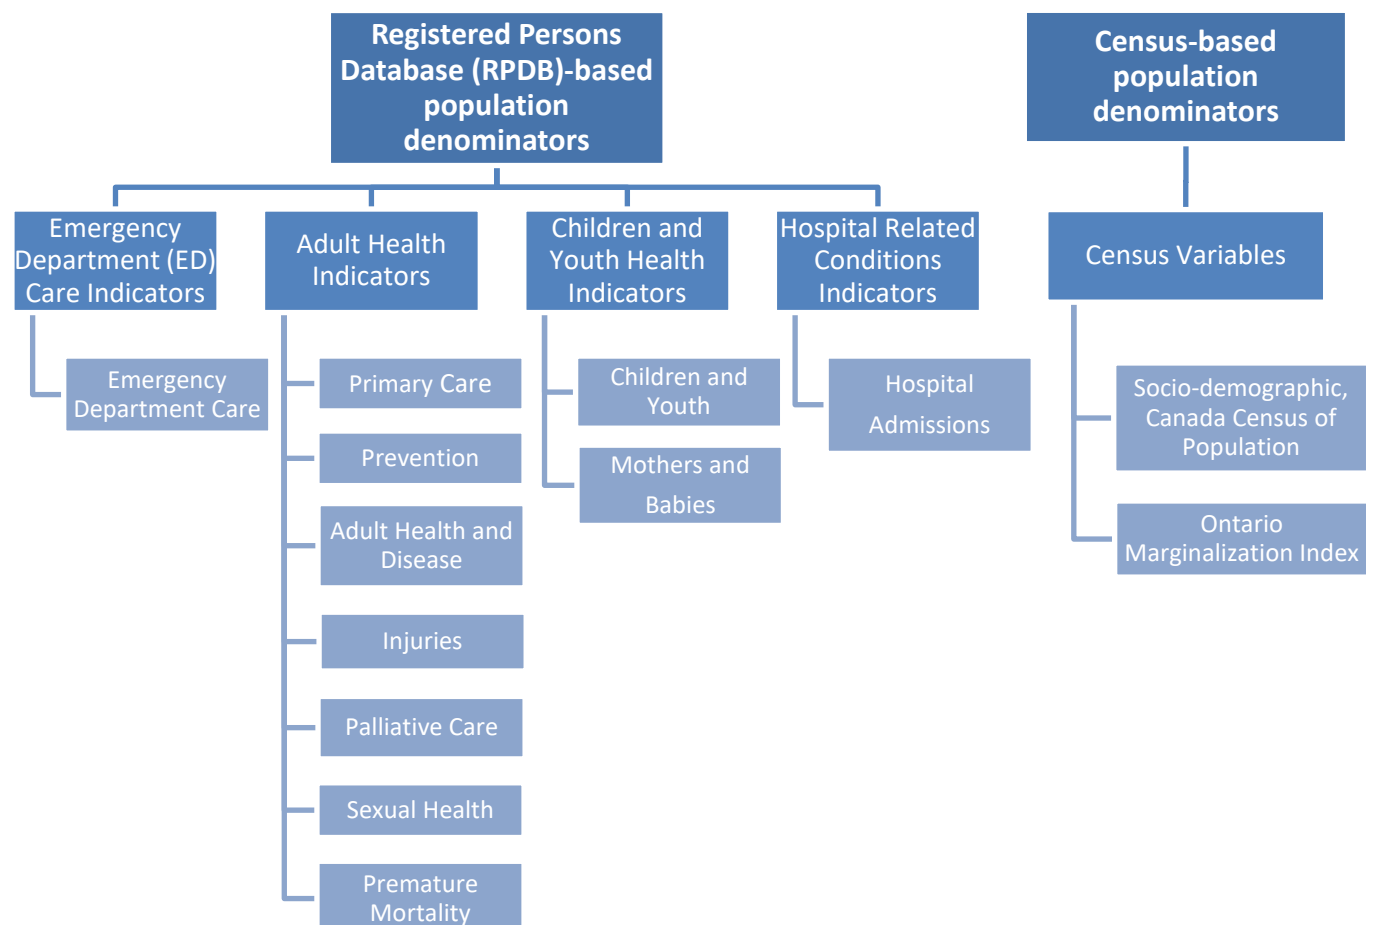 Registered Persons
Database (RPDB)-based
population
denominators
Census-based
population
denominators
Emergency
Department (ED)
Care Indicators
Adult Health
Indicators
Children and
Youth Health
Indicators
Hospital Related
Conditions
Indicators
Census Variables
Emergency
Department Care
Primary Care
Prevention
Adult Health and
Disease
Injuries
Palliative Care
Sexual Health
Premature
Mortality
Children and
Youth
Mothers and
Babies
Hospital
Admissions
Socio-demographic,
Canada Census of
Population
Ontario
Marginalization Index